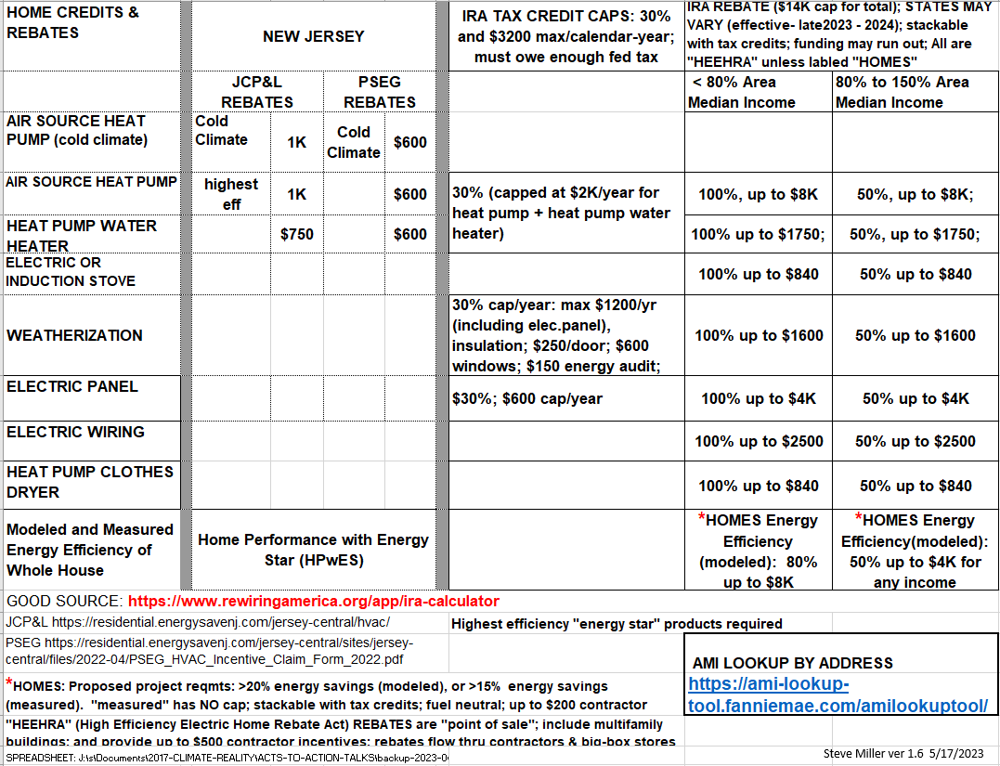 HOME CREDITS &
REBATES
NEW JERSEY
IRA TAX CREDIT CAPS: 30%
and $3200 max/calendar-year;
must owe enough fed tax
IRA REBATE ($14K cap for total); STATES MAY
VARY (effective- late2023 - 2024); stackable
with tax credits; funding may run out; All are
"HEEHRA" unless labled "HOMES"
JCP&L
REBATES
PSEG
REBATES
< 80% Area
Median Income
80% to 150% Area
Median Income
AIR SOURCE HEAT
PUMP (cold climate)
Cold
Climate
1K
Cold
Climate
$600
AIR SOURCE HEAT PUMP
highest
eff
1K
$600
30% (capped at $2K/year for
heat pump + heat pump water
heater)
100%, up to $8K
50%, up to $8K;
HEAT PUMP WATER
HEATER
$750
$600
100% up to $1750;
50%, up to $1750;
ELECTRIC OR
INDUCTION STOVE
100% up to $840
50% up to $840
WEATHERIZATION
30% cap/year: max $1200/yr
(including elec.panel),
insulation; $250/door; $600
windows; $150 energy audit;
100% up to $1600
50% up to $1600
ELECTRIC PANEL
$30%; $600 cap/year
100% up to $4K
50% up to $4K
ELECTRIC WIRING
100% up to $2500
50% up to $2500
HEAT PUMP CLOTHES
DRYER
100% up to $840
50% up to $840
Modeled and Measured
Energy Efficiency of
Whole House
Home Performance with Energy
Star (HPwES)
*HOMES Energy
Efficiency
(modeled): 80%
up to $8K
*HOMES Energy
Efficiency(modeled):
50% up to $4K for
any income
GOOD SOURCE: https://www.rewiringamerica.org/app/ira-calculator
JCP&L https://residential.energysavenj.com/jersey-central/hvac/
Highest efficiency "energy star" products required
PSEG https://residential.energysavenj.com/jersey-central/sites/jersey-
central/files/2022-04/PSEG_HVAC_Incentive_Claim_Form_2022.pdf
AMI LOOKUP BY ADDRESS
https://ami-lookup-
tool.fanniemae.com/amilookuptool/
*HOMES: Proposed project reqmts: >20% energy savings (modeled), or >15% energy savings
(measured). "measured" has NO cap; stackable with tax credits; fuel neutral; up to $200 contractor
"HEEHRA" (High Efficiency Electric Home Rebate Act) REBATES are "point of sale"; include multifamily
buildings; and provide up to $500 contractor incentives; rebates flow thru contractors & big-box stores
SPREADSHEET: J:\s\Documents\2017-CLIMATE-REALITY\ACTS-TO-ACTION-TALKS\backup-2023-0
Steve Miller ver 1.6 5/17/2023